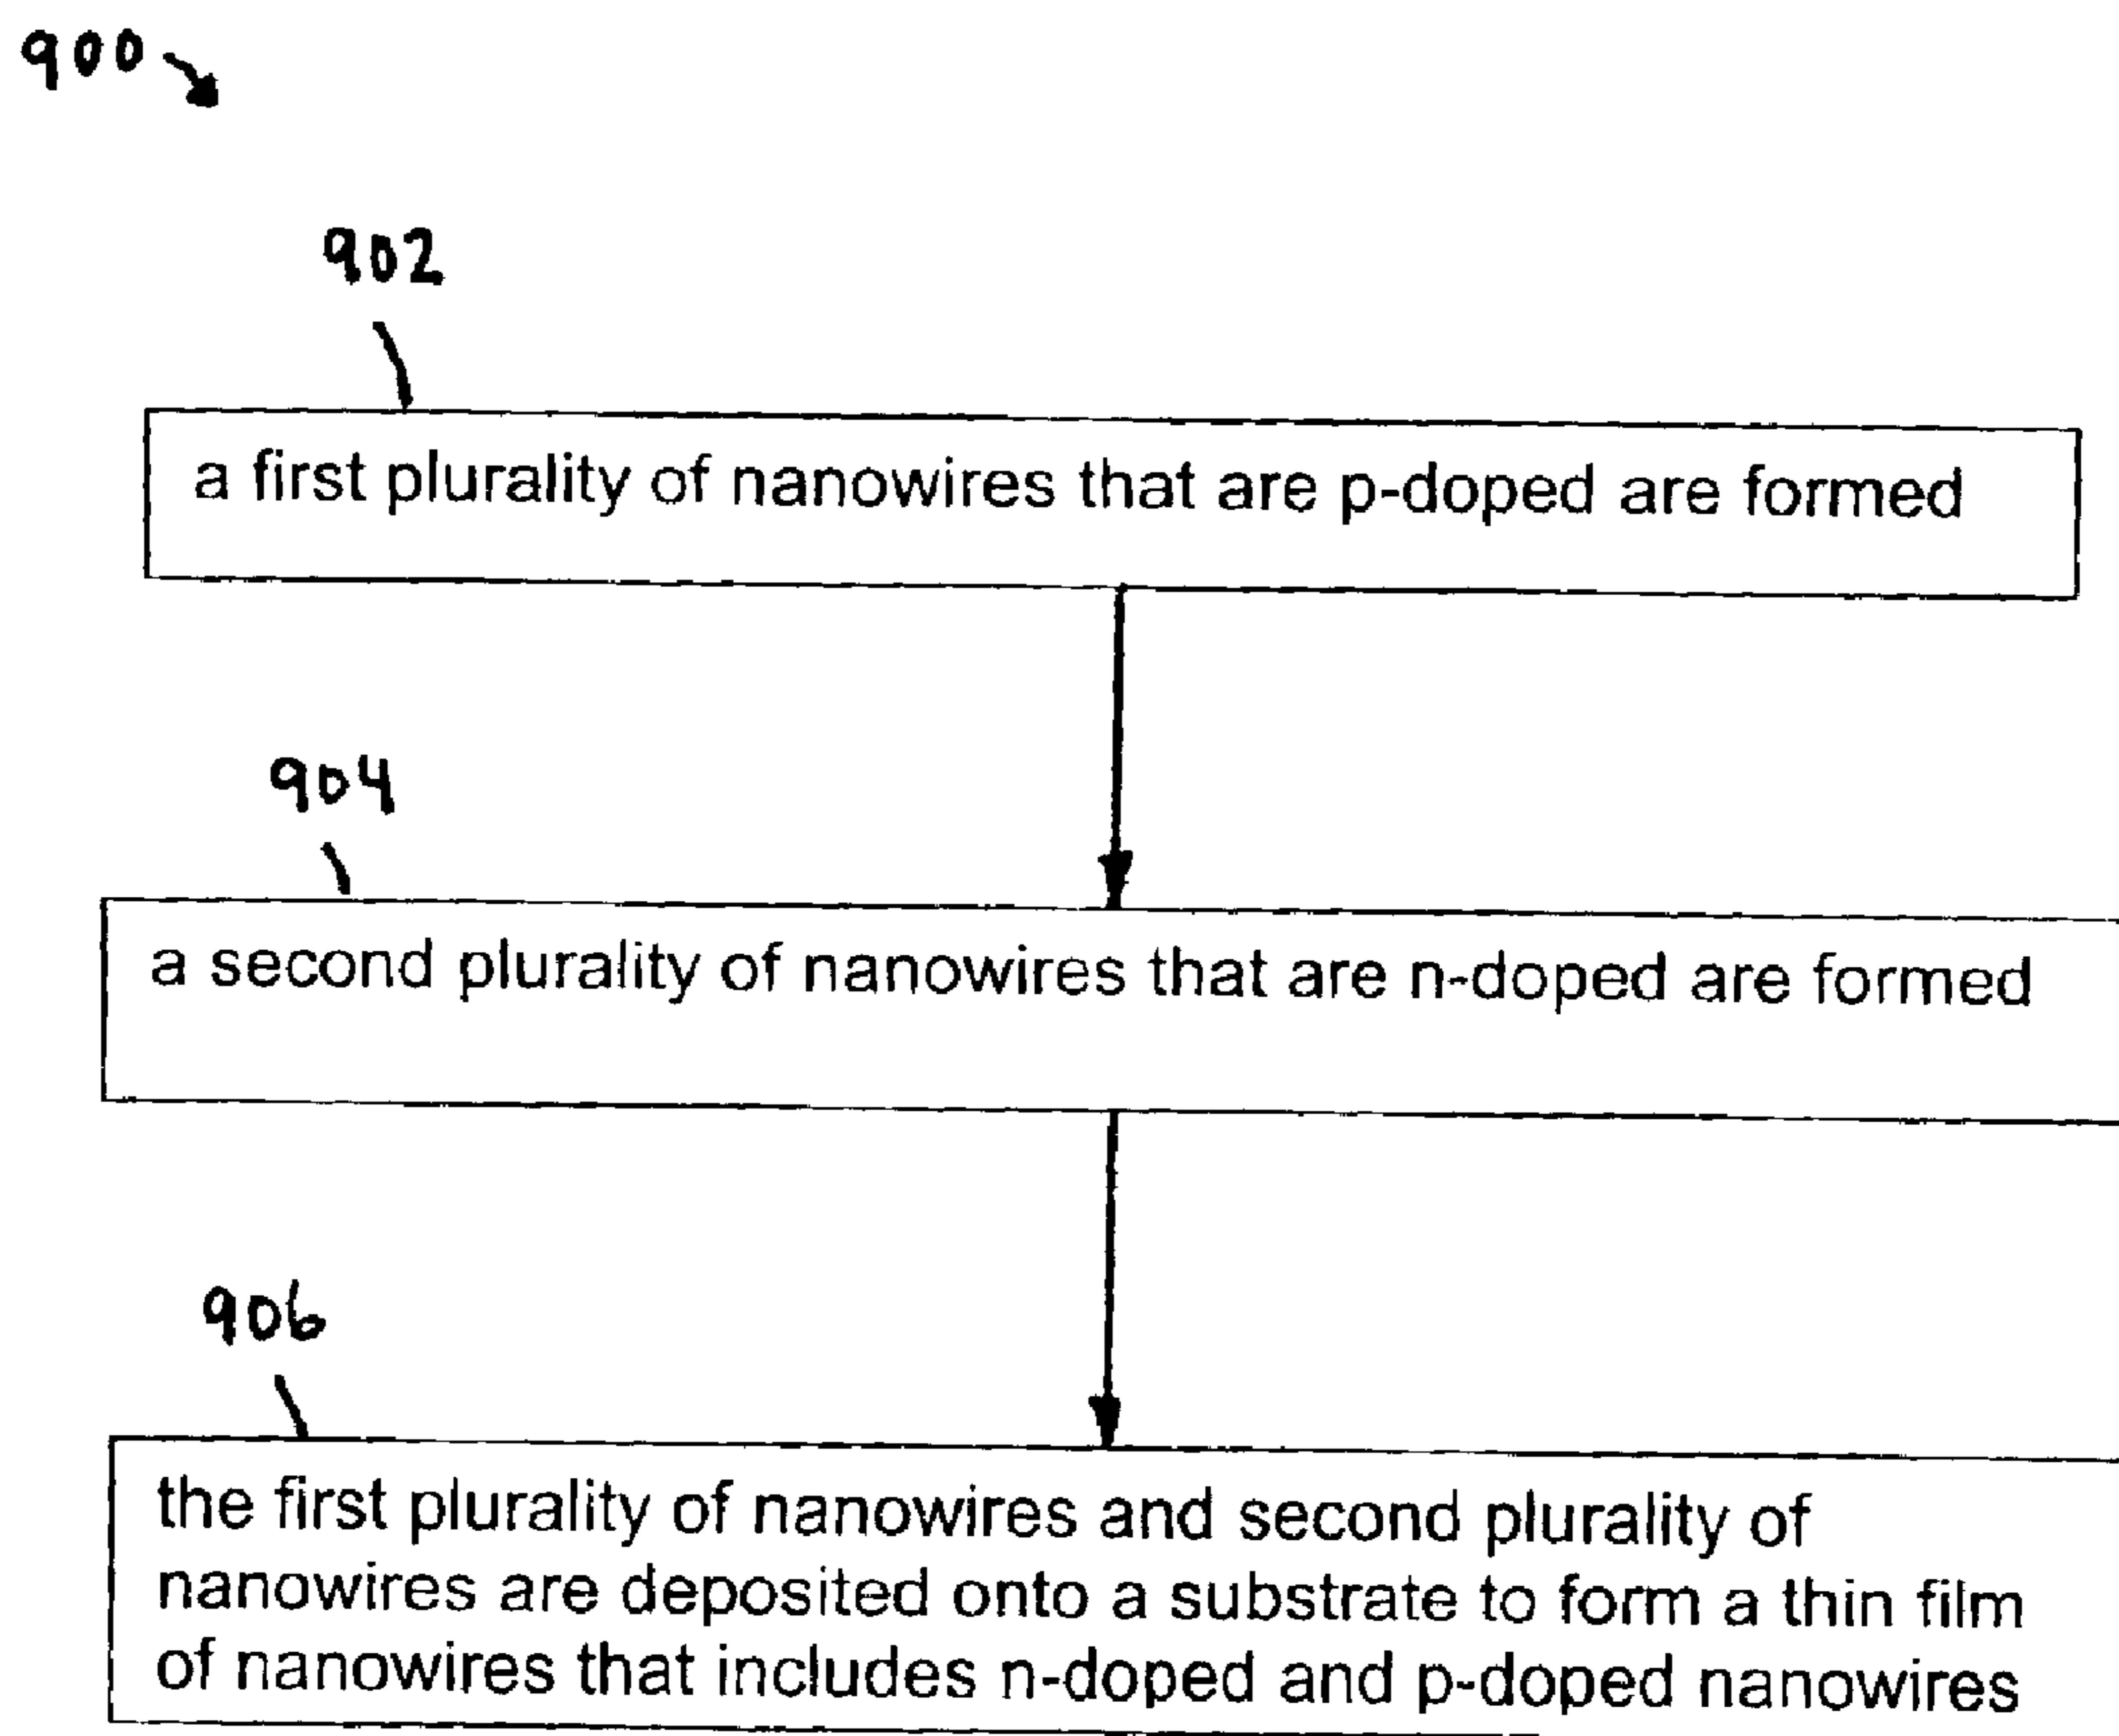 900
902
a first plurality of nanowires that are p-doped are formed
904
a second plurality of nanowires that are n-doped are formed
906
the first plurality of nanowires and second plurality of
nanowires are deposited onto a substrate to form a thin film
of nanowires that includes n-doped and p-doped nanowires